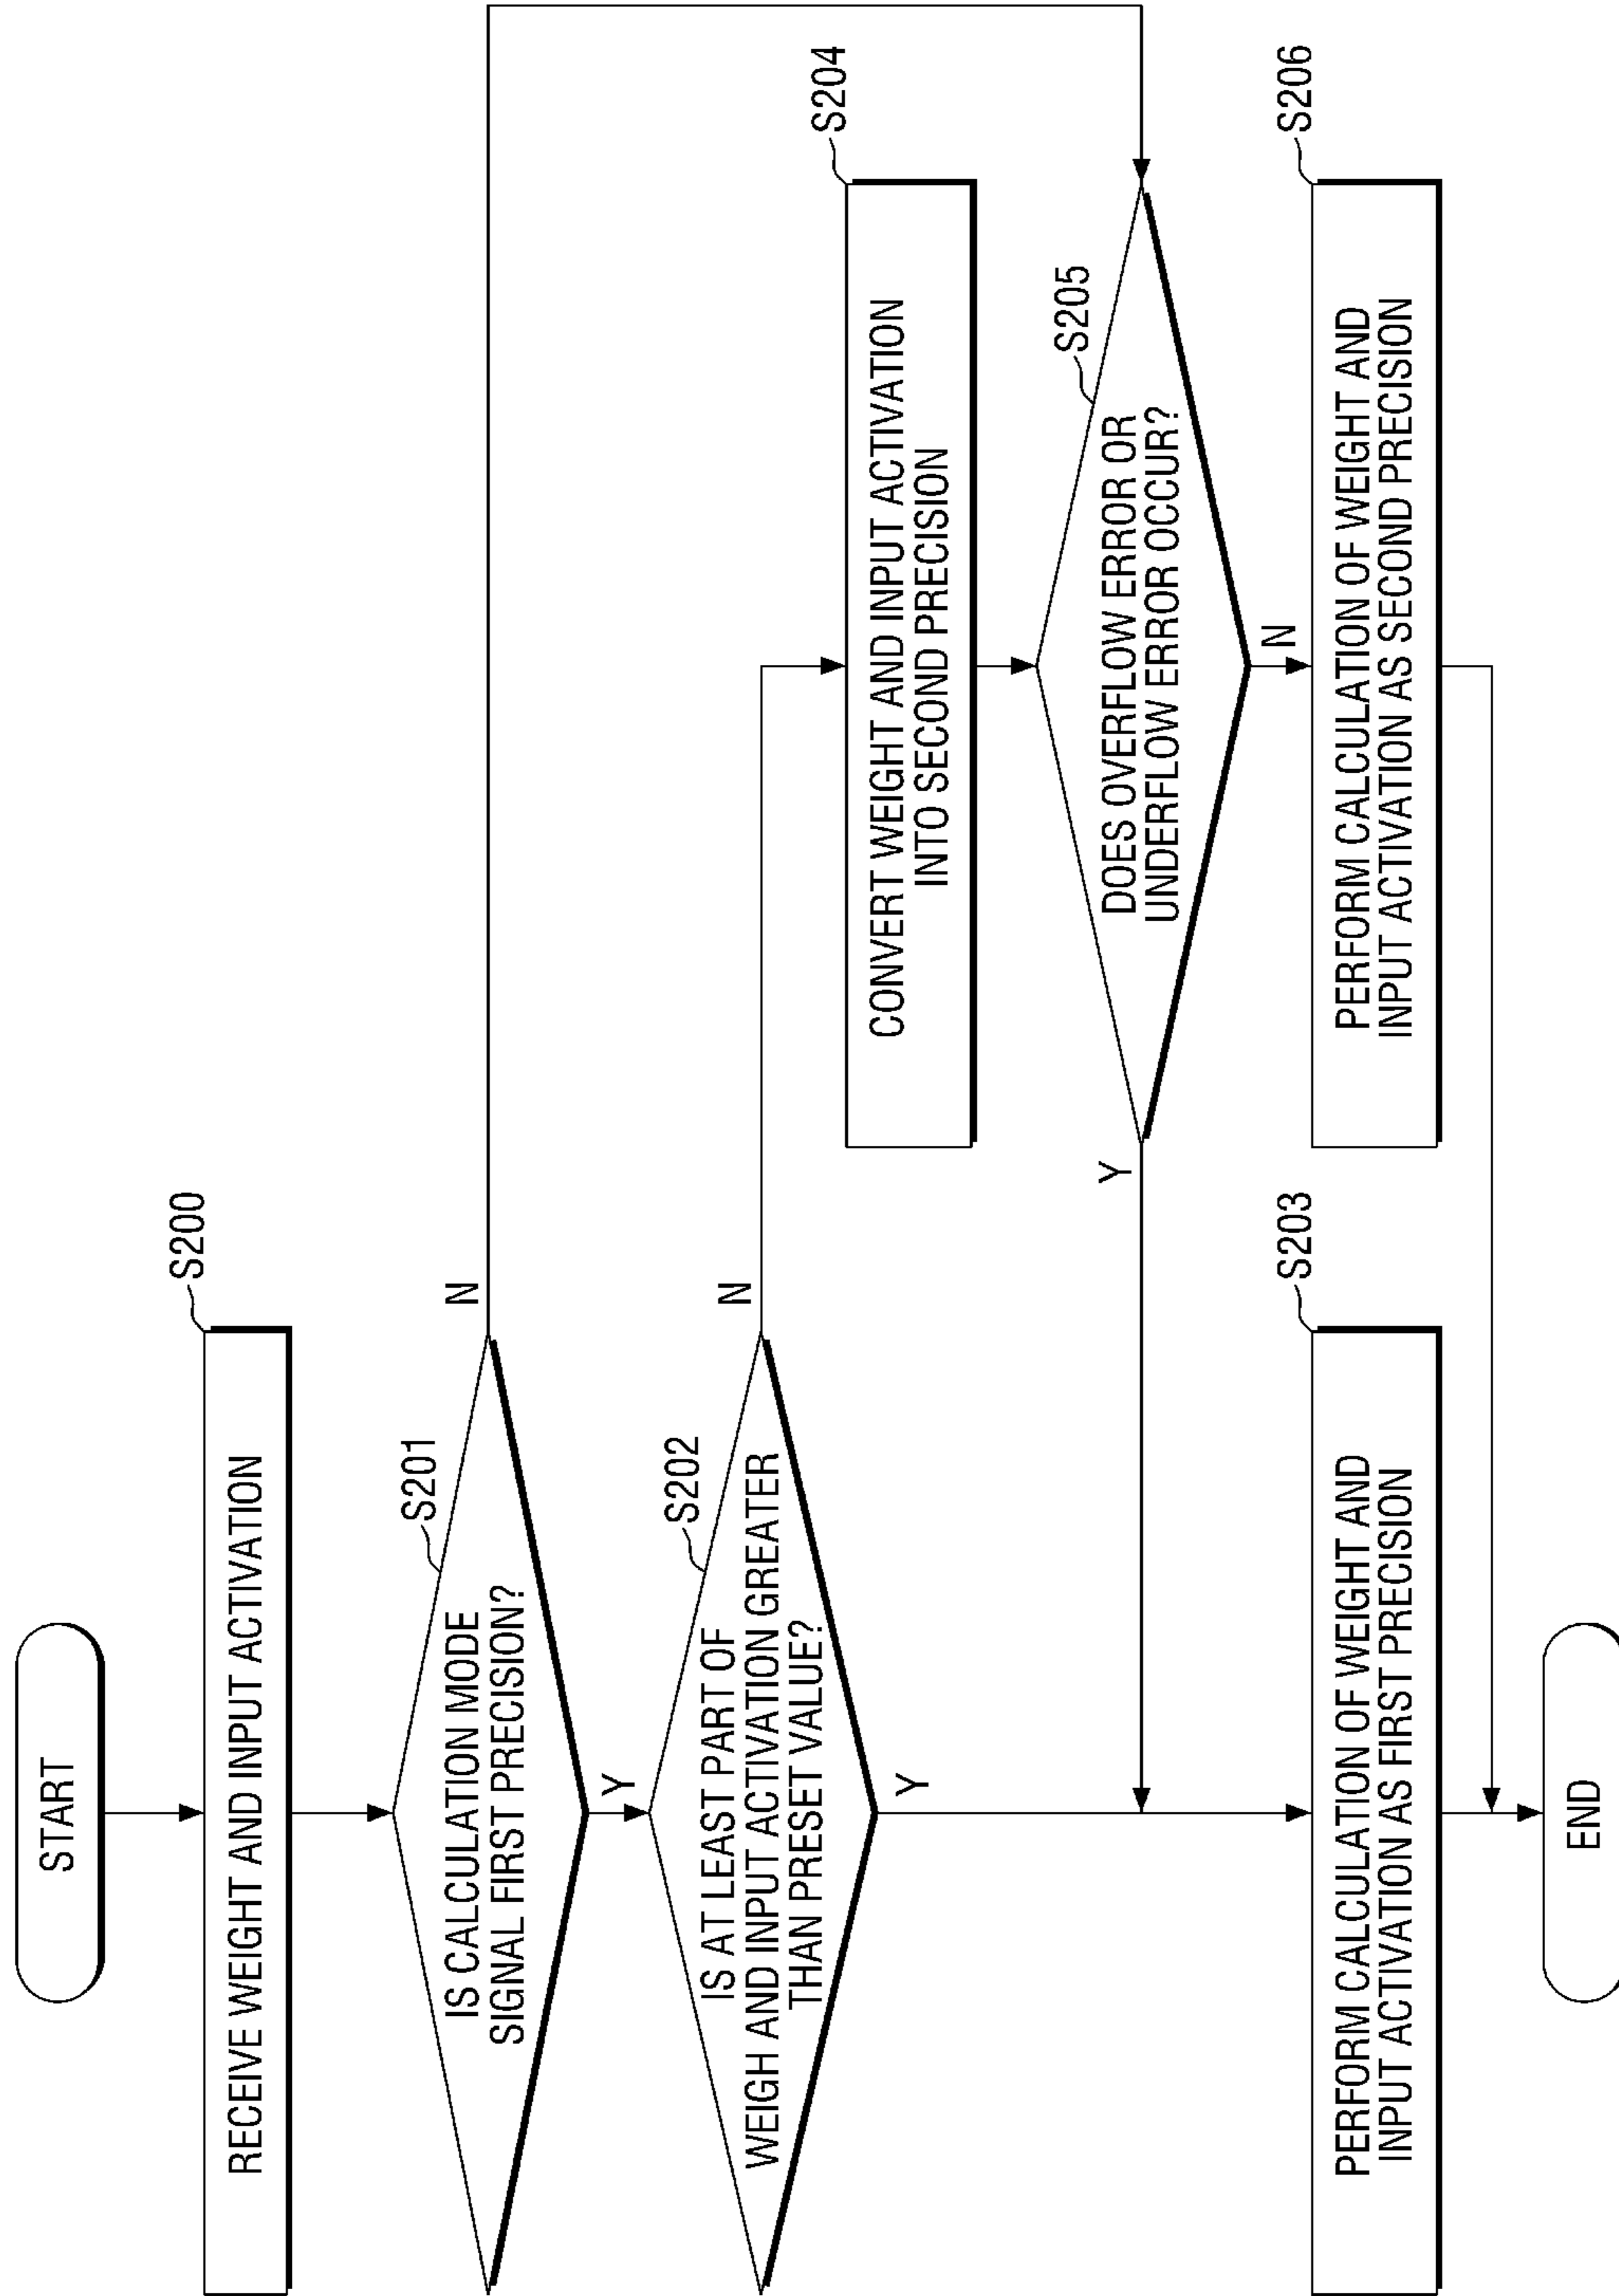 START
S200
RECEIVE WEIGHT AND INPUT ACTIVATION
S201
IS CALCULATION MODE
SIGNAL FIRST PRECISION?
N
Y
S202
IS AT LEAST PART OF
WEIGH AND INPUT ACTIVATION GREATER
THAN PRESET VALUE?
N
Y
S204
CONVERT WEIGHT AND INPUT ACTIVATION
INTO SECOND PRECISION
S205
DOES OVERFLOW ERROR OR
UNDERFLOW ERROR OCCUR?
Y
N
S203
PERFORM CALCULATION OF WEIGHT AND
INPUT ACTIVATION AS FIRST PRECISION
S206
PERFORM CALCULATION OF WEIGHT AND
INPUT ACTIVATION AS SECOND PRECISION
END